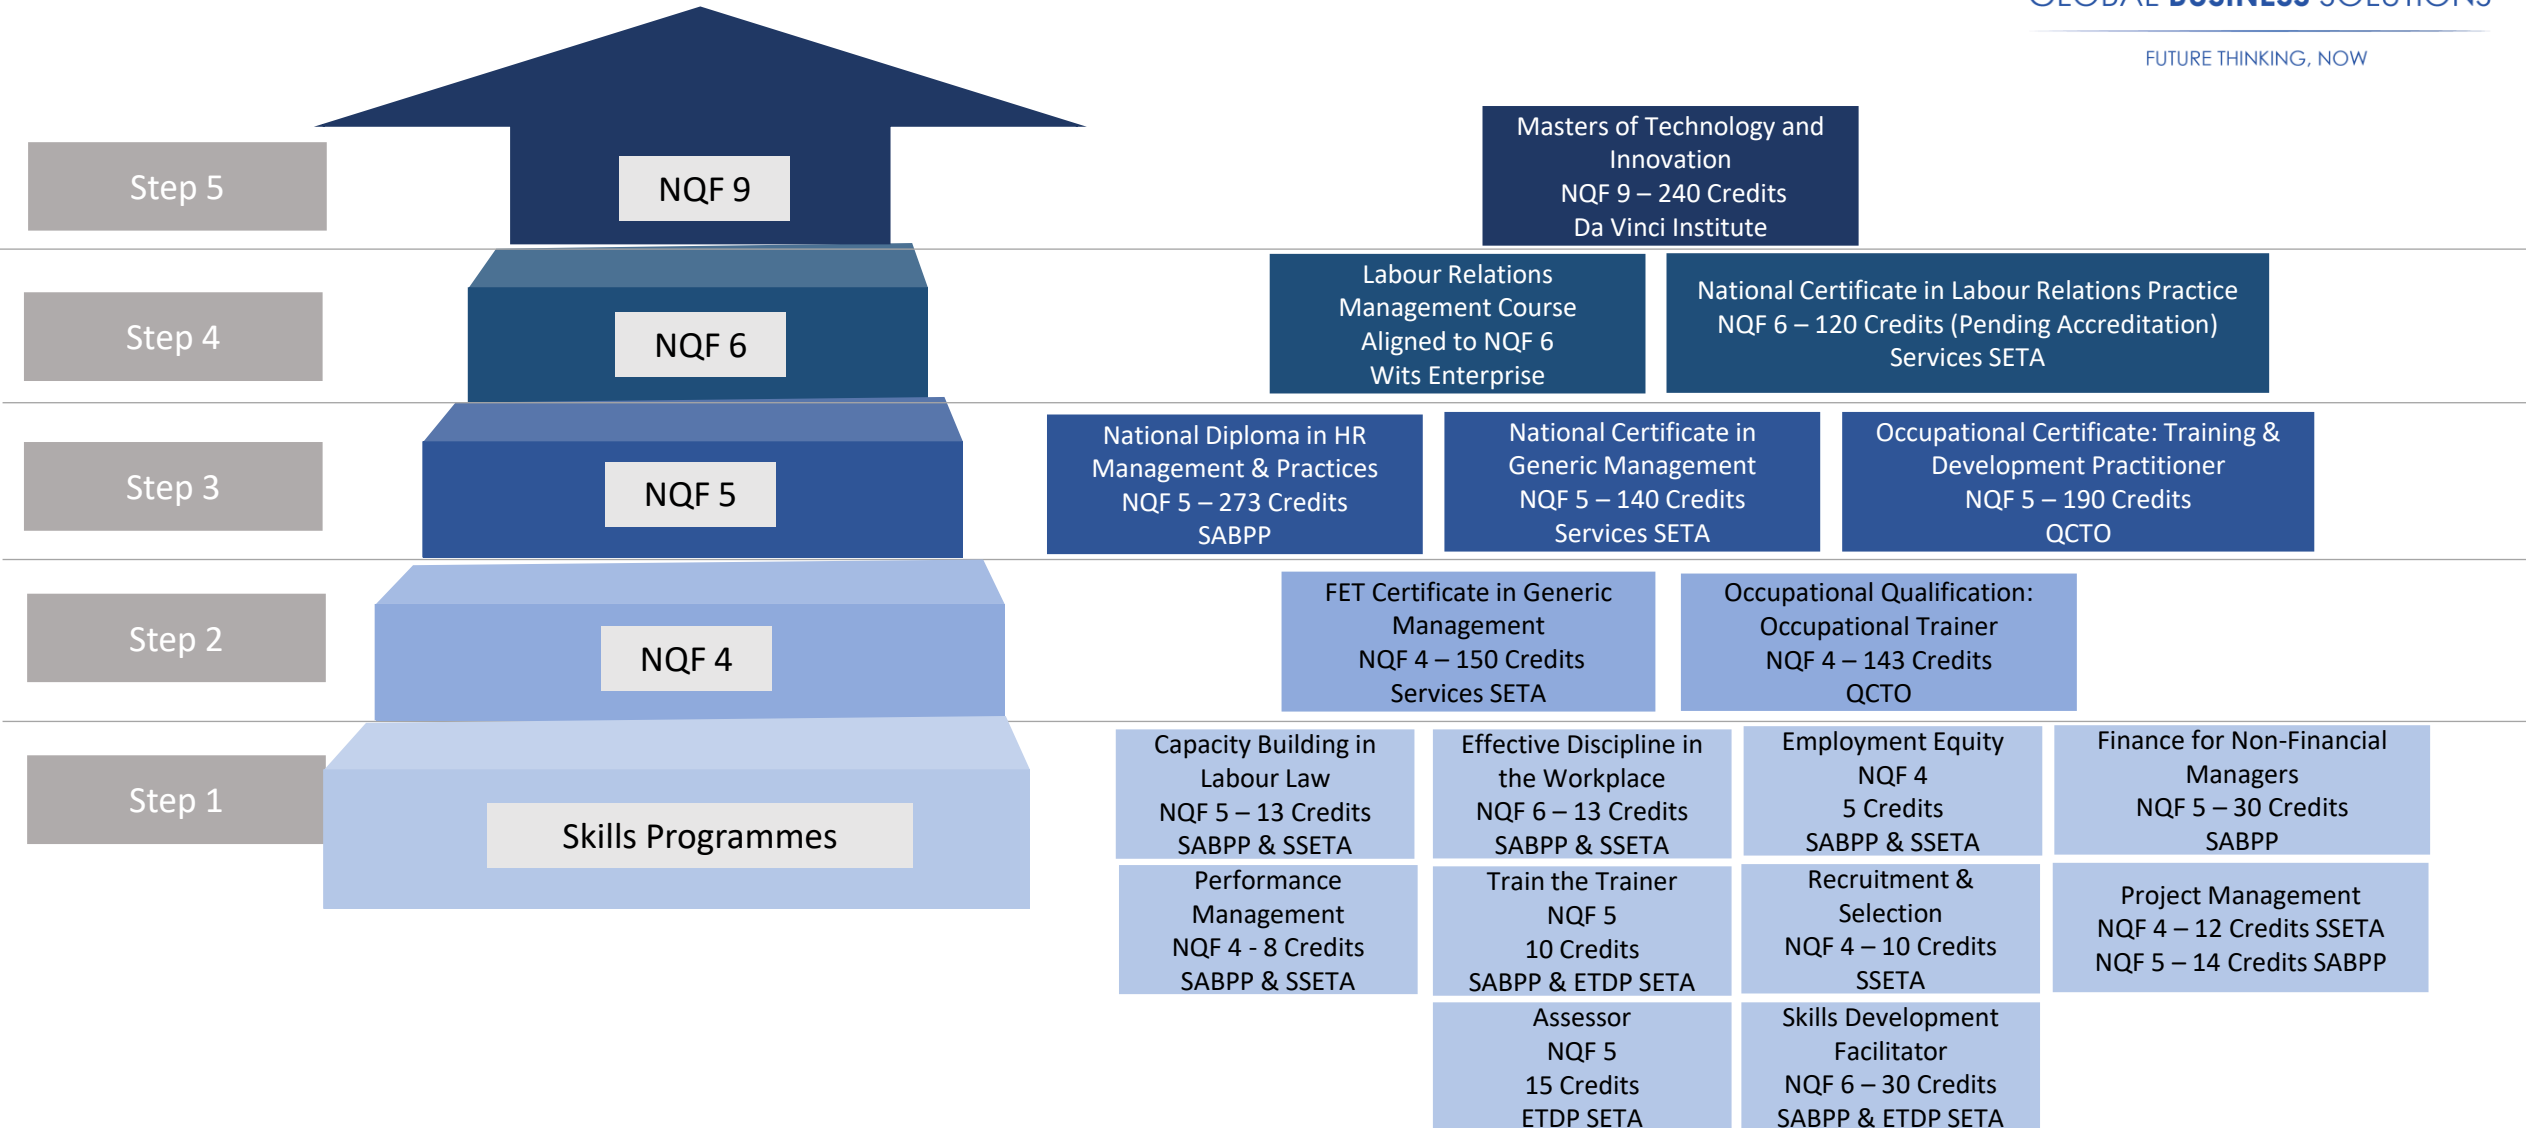 GLOBAL BUSINESS SOLUTIONS
FUTURE THINKING, NOW
Step 5
NQF 9
Masters of Technology and
Innovation
NQF 9 – 240 Credits
Da Vinci Institute
Step 4
NQF 6
Labour Relations
Management Course
Aligned to NQF 6
Wits Enterprise
National Certificate in Labour Relations Practice
NQF 6 – 120 Credits (Pending Accreditation)
Services SETA
Step 3
NQF 5
National Diploma in HR
Management & Practices
NQF 5 – 273 Credits
SABPP
National Certificate in
Generic Management
NQF 5 – 140 Credits
Services SETA
Occupational Certificate: Training &
Development Practitioner
NQF 5 – 190 Credits
QCTO
Step 2
NQF 4
FET Certificate in Generic
Management
NQF 4 – 150 Credits
Services SETA
Occupational Qualification:
Occupational Trainer
NQF 4 – 143 Credits
QCTO
Step 1
Skills Programmes
Capacity Building in
Labour Law
NQF 5 – 13 Credits
SABPP & SSETA
Effective Discipline in
the Workplace
NQF 6 – 13 Credits
SABPP & SSETA
Employment Equity
NQF 4
5 Credits
SABPP & SSETA
Finance for Non-Financial
Managers
NQF 5 – 30 Credits
SABPP
Performance
Management
NQF 4 - 8 Credits
SABPP & SSETA
Train the Trainer
NQF 5
10 Credits
SABPP & ETDP SETA
Recruitment &
Selection
NQF 4 – 10 Credits
SSETA
Project Management
NQF 4 – 12 Credits SSETA
NQF 5 – 14 Credits SABPP
Assessor
NQF 5
15 Credits
ETDP SETA
Skills Development
Facilitator
NQF 6 – 30 Credits
SABPP & ETDP SETA